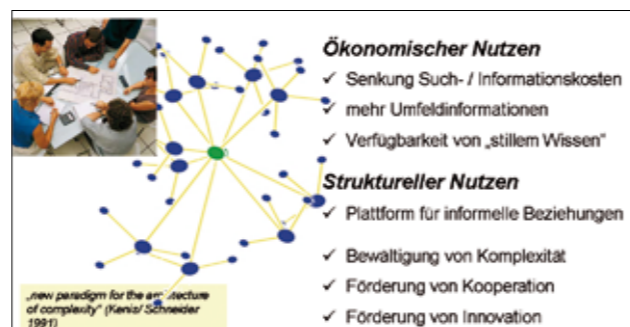 Ökonomischer Nutzen
✓ Senkung Such- / Informationskosten
✓ mehr Umfeldinformationen
✓ Verfügbarkeit von „stillem Wissen"
Struktureller Nutzen
✓ Plattform für informelle Beziehungen
✓ Bewältigung von Komplexität
✓ Förderung von Kooperation
✓ Förderung von Innovation
„new paradigm for the architecture
of complexity" (Kenis/ Schneider
1991)